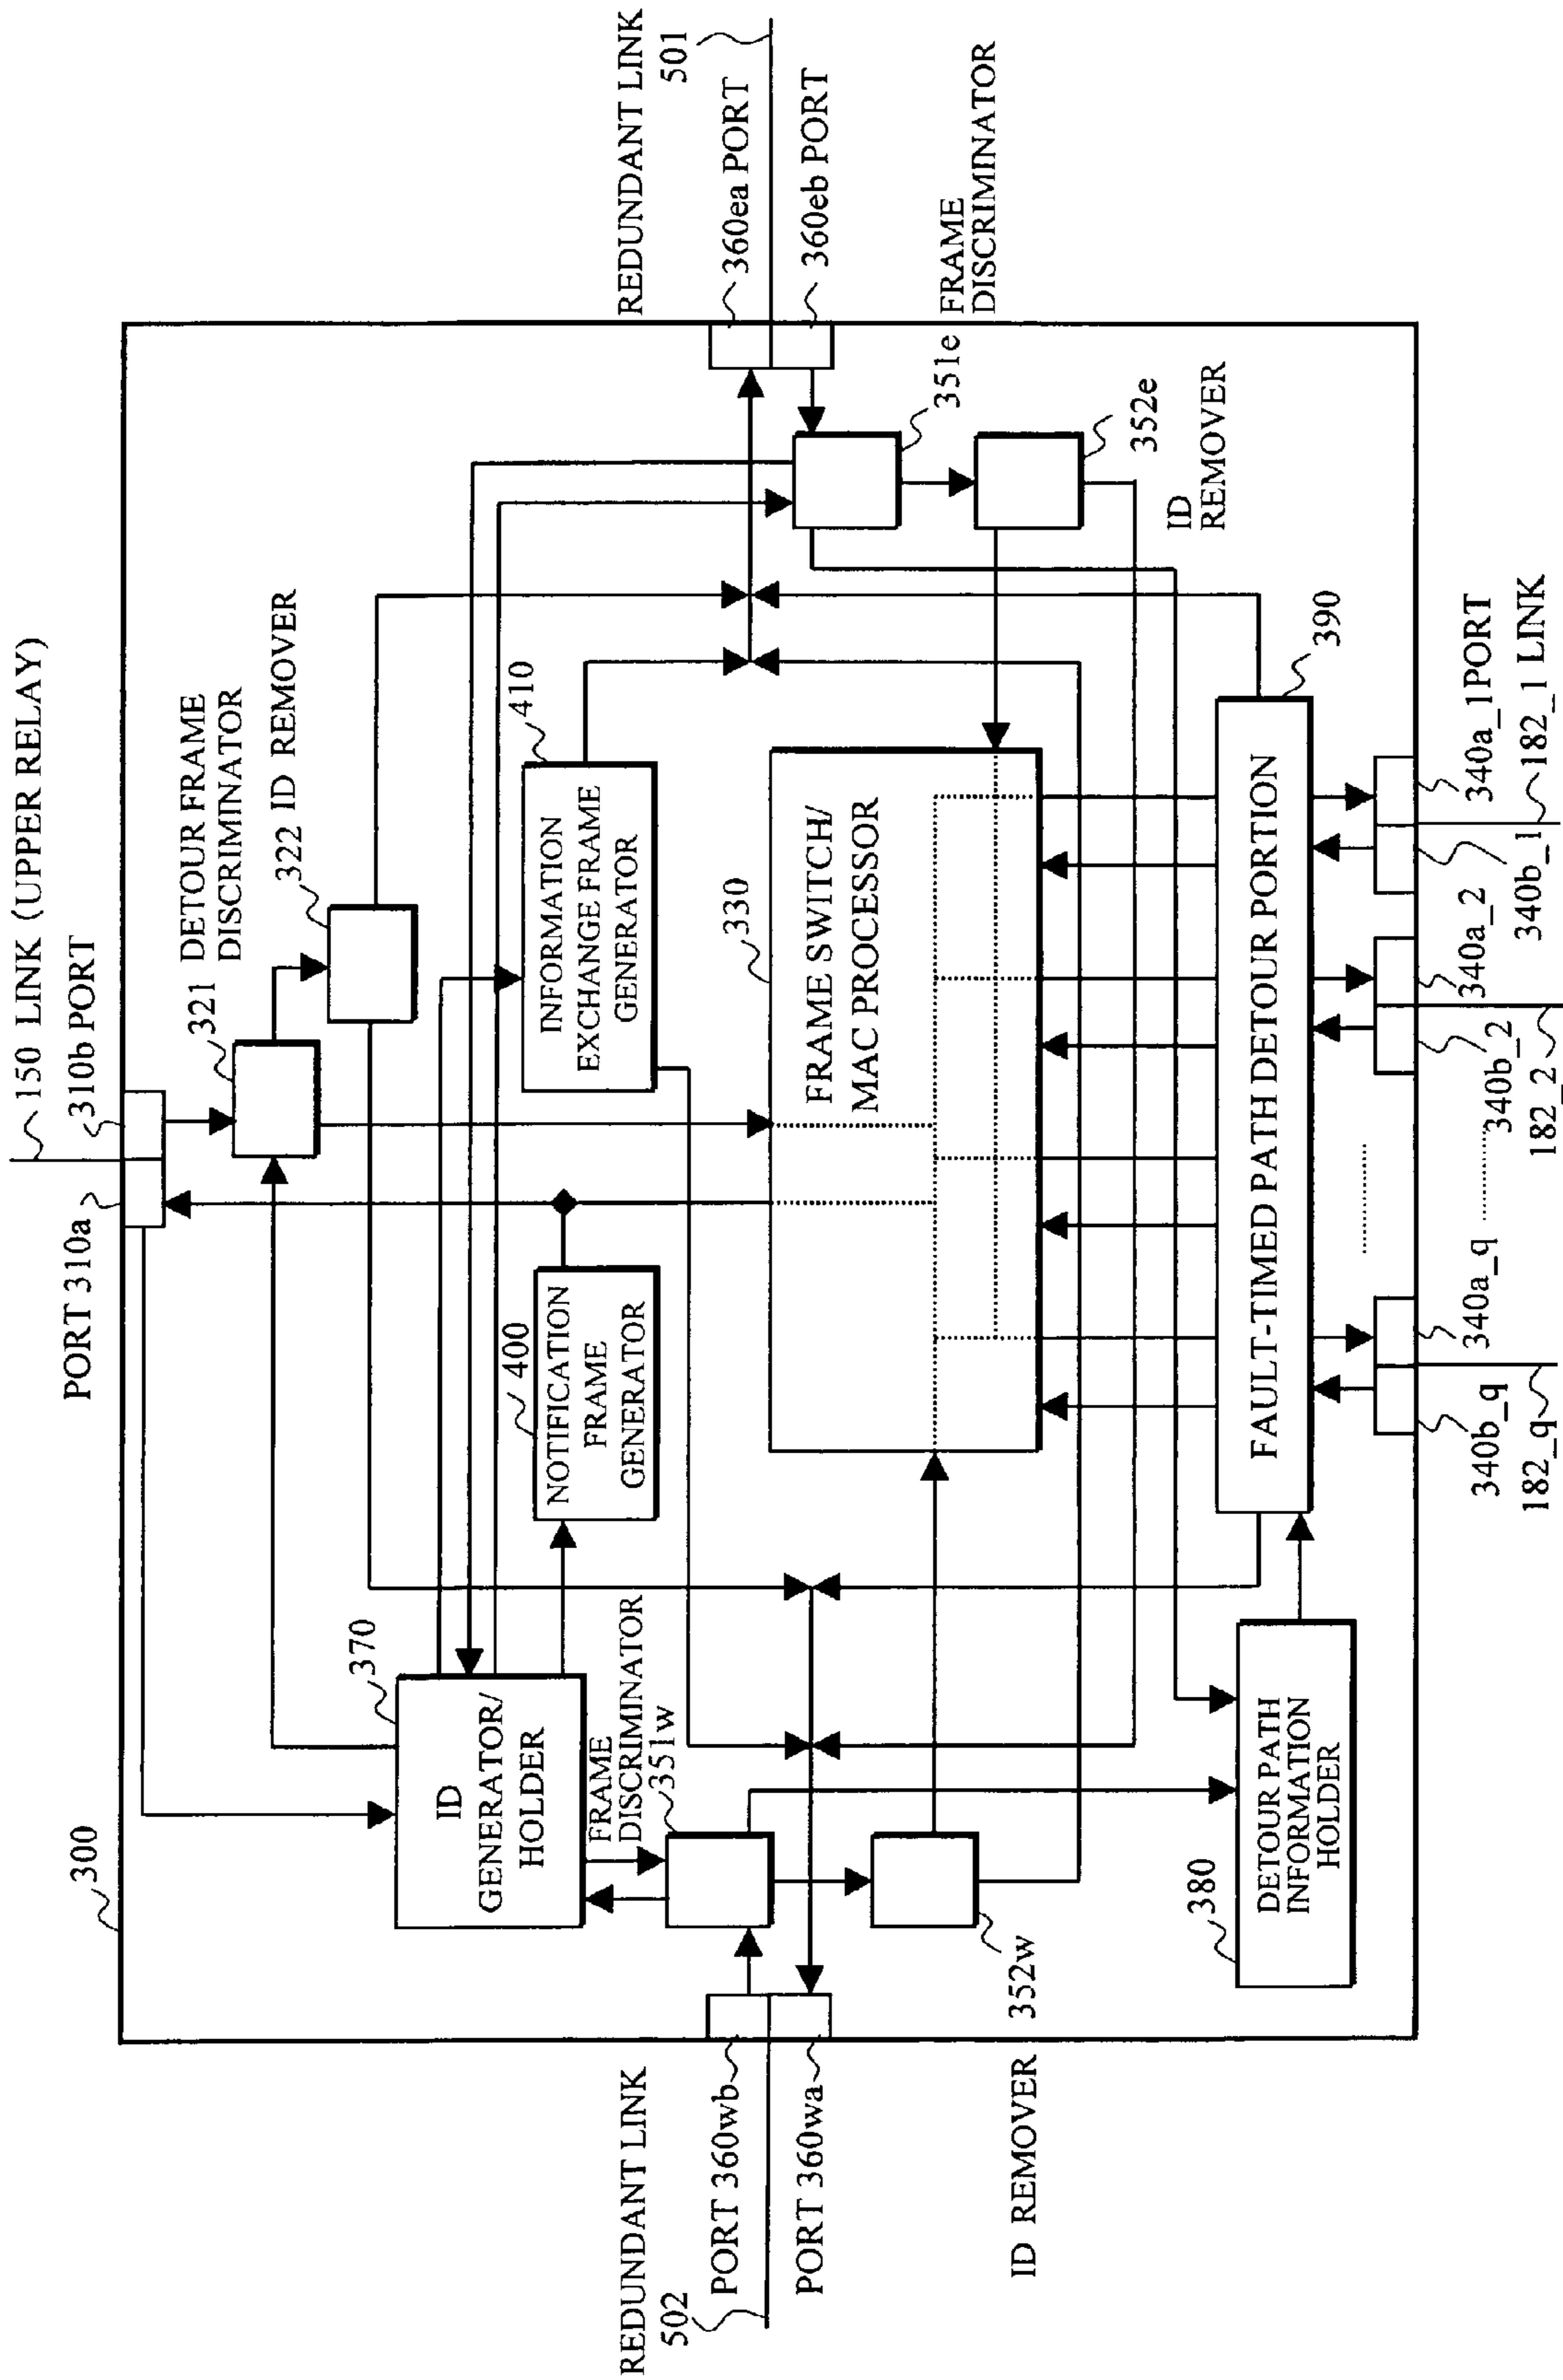 150 LINK (UPPER RELAY)
PORT 310a
310b PORT
300
321 DETOUR FRAME
DISCRIMINATOR
322 ID REMOVER
370
ID
GENERATOR/
HOLDER
400
NOTIFICATION
FRAME
GENERATOR
410
INFORMATION
EXCHANGE FRAME
GENERATOR
REDUNDANT LINK
501
360ea PORT
360eb PORT
FRAME
DISCRIMINATOR
351e
352e
ID
REMOVER
FRAME
DISCRIMINATOR
351w
REDUNDANT LINK
502
PORT 360wb
PORT 360wa
352w
ID REMOVER
330
FRAME SWITCH/
MAC PROCESSOR
380
DETOUR PATH
INFORMATION
HOLDER
390
FAULT-TIMED PATH DETOUR PORTION
340b_q
182_q
340a_q
340b_2
182_2
340a_2
340b_1
182_1 LINK
340a_1PORT